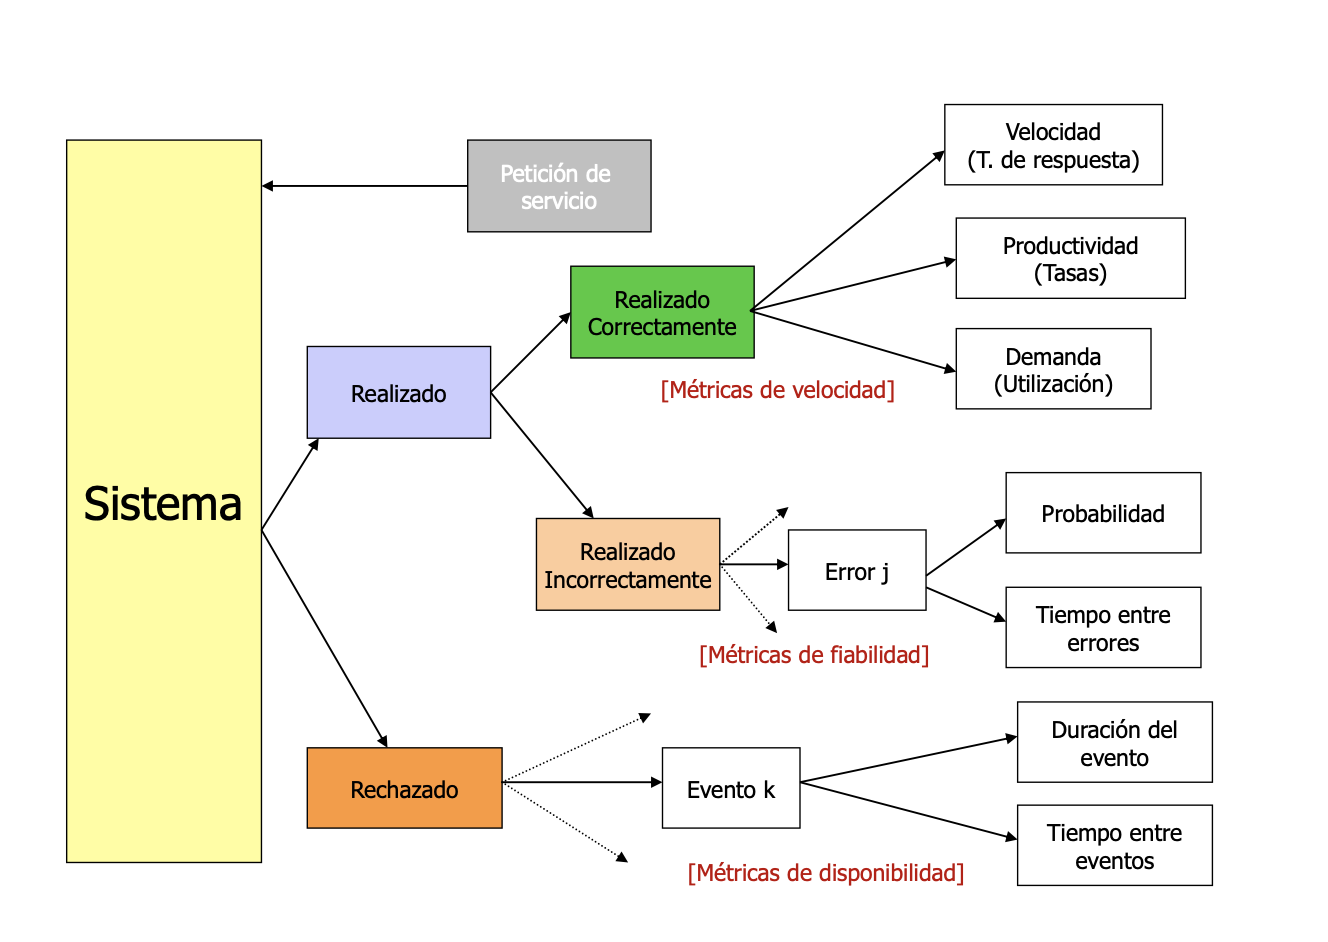 Sistema
Petición de
servicio
Realizado
Realizado
Correctamente
[Métricas de velocidad]
Velocidad
(T. de respuesta)
Productividad
(Tasas)
Demanda
(Utilización)
Realizado
Incorrectamente
Error j
[Métricas de fiabilidad]
Probabilidad
Tiempo entre
errores
Rechazado
Evento k
[Métricas de disponibilidad]
Duración del
evento
Tiempo entre
eventos